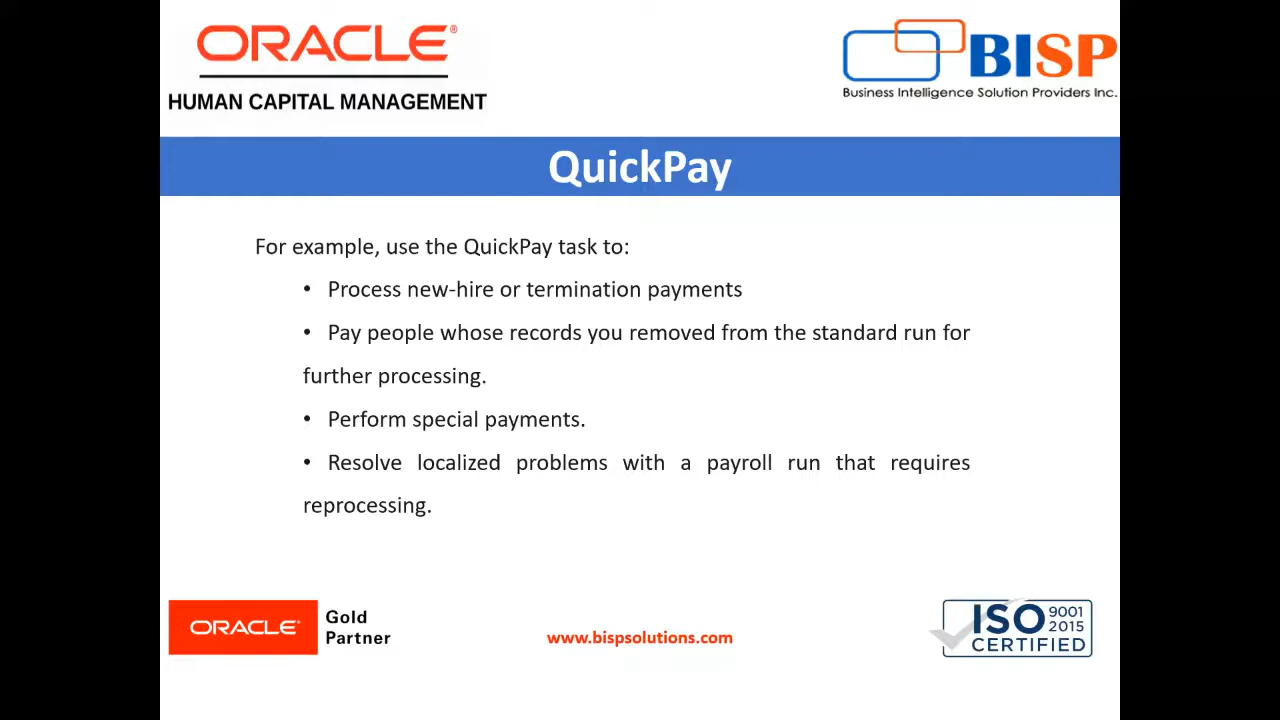 ORACLE®
HUMAN CAPITAL MANAGEMENT
BISP
Business Intelligence Solution Providers Inc.
QuickPay
For example, use the QuickPay task to:
• Process new-hire or termination payments
• Pay people whose records you removed from the standard run for
further processing.
• Perform special payments.
• Resolve localized problems with a payroll run that requires
reprocessing.
ORACLE®
Gold
Partner
www.bispsolutions.com
ISO 9001
2015
CERTIFIED